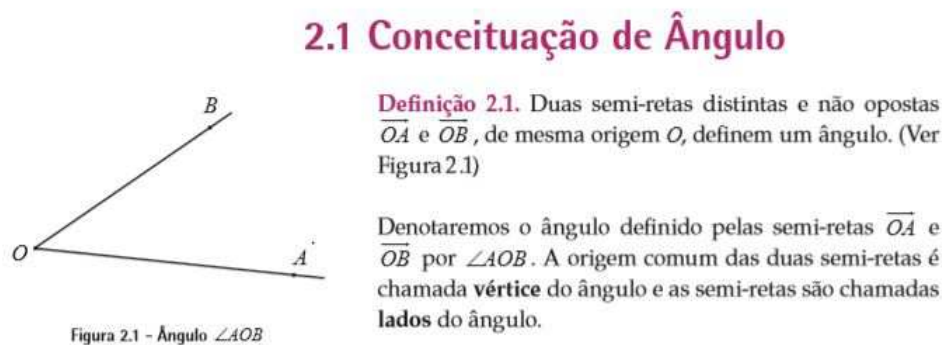 2.1 Conceituação de Ângulo
Definição 2.1. Duas semi-retas distintas e não opostas
OA e OB, de mesma origem O, definem um ângulo. (Ver
Figura 2.1)
Denotaremos o ângulo definido pelas semi-retas OA e
OB por ∠AOB. A origem comum das duas semi-retas é
chamada vértice do ângulo e as semi-retas são chamadas
lados do ângulo.
B
O
A
Figura 2.1 – Ângulo ∠AOB